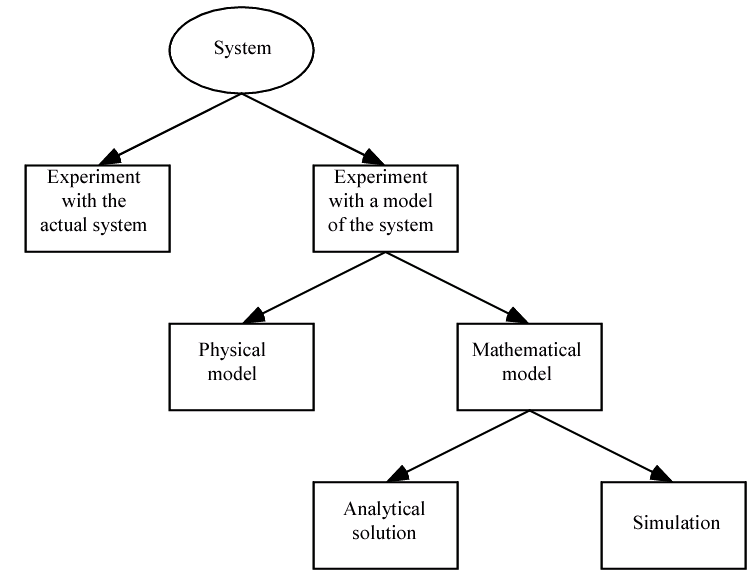 System
Experiment
with the
actual system
Experiment
with a model
of the system
Physical
model
Mathematical
model
Analytical
solution
Simulation